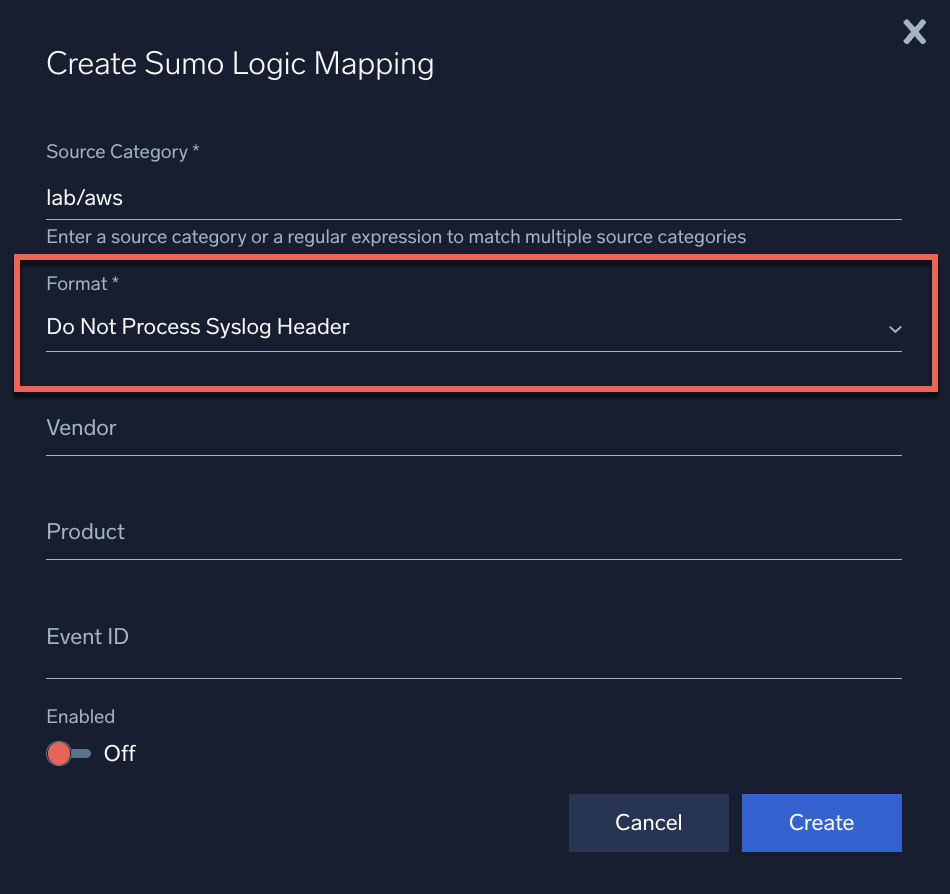 Create Sumo Logic Mapping
Source Category *
lab/aws
Enter a source category or a regular expression to match multiple source categories
Format *
Do Not Process Syslog Header
Vendor
Product
Event ID
Enabled
Off
Cancel
Create